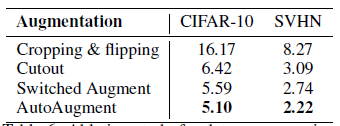 Augmentation CIFAR-10 SVHN
Cropping & flipping 16.17 8.27
Cutout 6.42 3.09
Switched Augment 5.59 2.74
AutoAugment 5.10 2.22